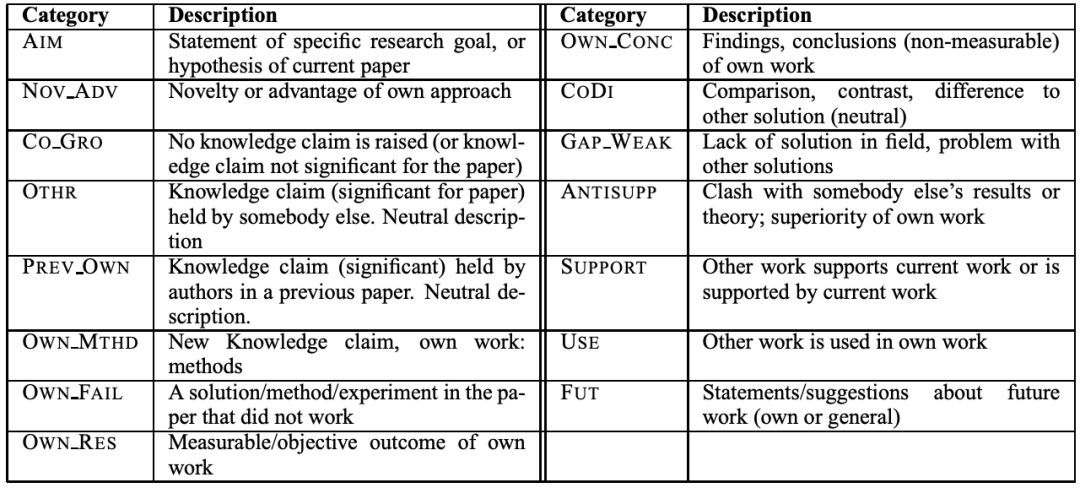 Category Description
AIM Statement of specific research goal, or
hypothesis of current paper
NOV_ADV Novelty or advantage of own approach
CO_GRO No knowledge claim is raised (or knowl-
edge claim not significant for the paper)
OTHR Knowledge claim (significant for paper)
held by somebody else. Neutral descrip-
tion
PREV_OWN Knowledge claim (significant) held by
authors in a previous paper. Neutral de-
scription.
OWN_MTHD New Knowledge claim, own work:
methods
OWN_FAIL A solution/method/experiment in the pa-
per that did not work
OWN_RES Measurable/objective outcome of own
work
Category Description
OWN_CONC Findings, conclusions (non-measurable)
of own work
CODI Comparison, contrast, difference to
other solution (neutral)
GAP_WEAK Lack of solution in field, problem with
other solutions
ANTISUPP Clash with somebody else's results or
theory; superiority of own work
SUPPORT Other work supports current work or is
supported by current work
USE Other work is used in own work
FUT Statements/suggestions about future
work (own or general)